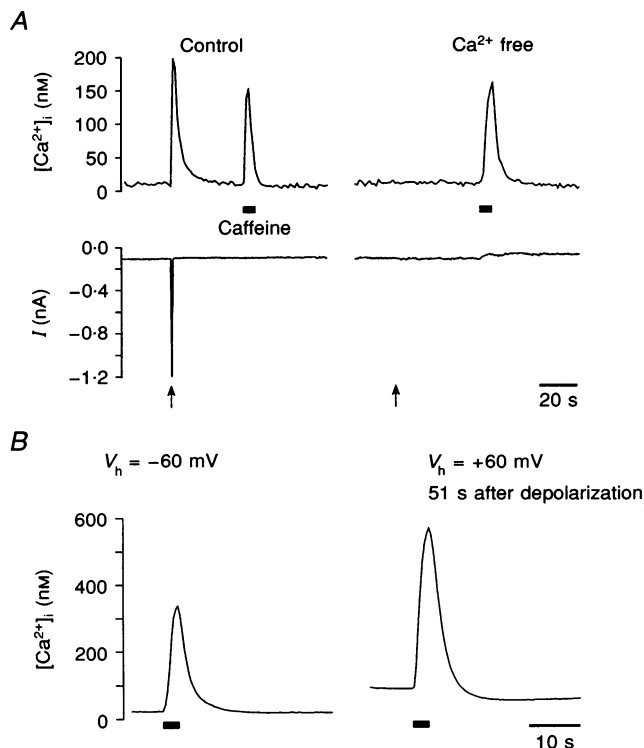 A
Control
Ca²⁺ free
200
150
100
50
0
[Ca²⁺]ᵢ (nM)
Caffeine
0·0
−0·4
−0·8
−1·2
I (nA)
20 s
B
Vₕ = −60 mV
Vₕ = +60 mV
51 s after depolarization
600
400
200
0
[Ca²⁺]ᵢ (nM)
10 s